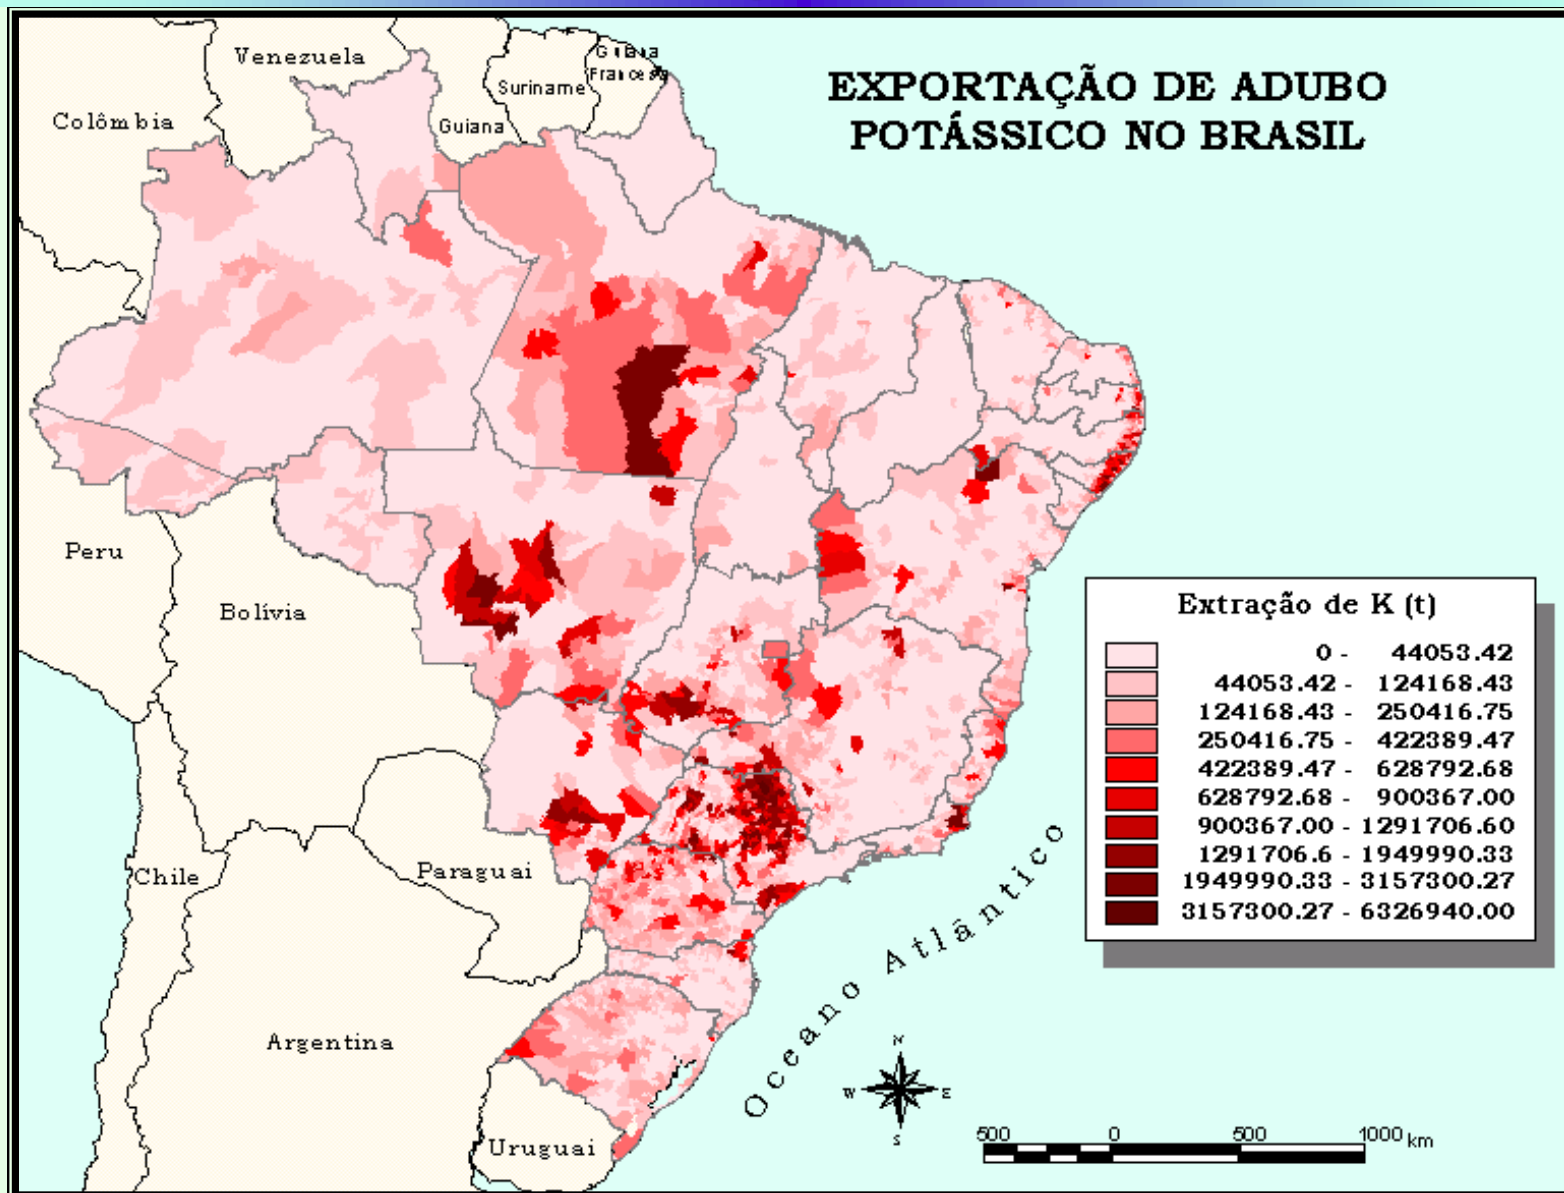 EXPORTAÇÃO DE ADUBO
POTÁSSICO NO BRASIL
Venezuela
Guiana
Francesa
Suriname
Colômbia
Guiana
Peru
Bolívia
Paraguai
Chile
Argentina
Uruguai
Oceano Atlântico
Extração de K (t)
0 - 44053.42
44053.42 - 124168.43
124168.43 - 250416.75
250416.75 - 422389.47
422389.47 - 628792.68
628792.68 - 900367.00
900367.00 - 1291706.60
1291706.6 - 1949990.33
1949990.33 - 3157300.27
3157300.27 - 6326940.00
N
W E
S
500 0 500 1000 km